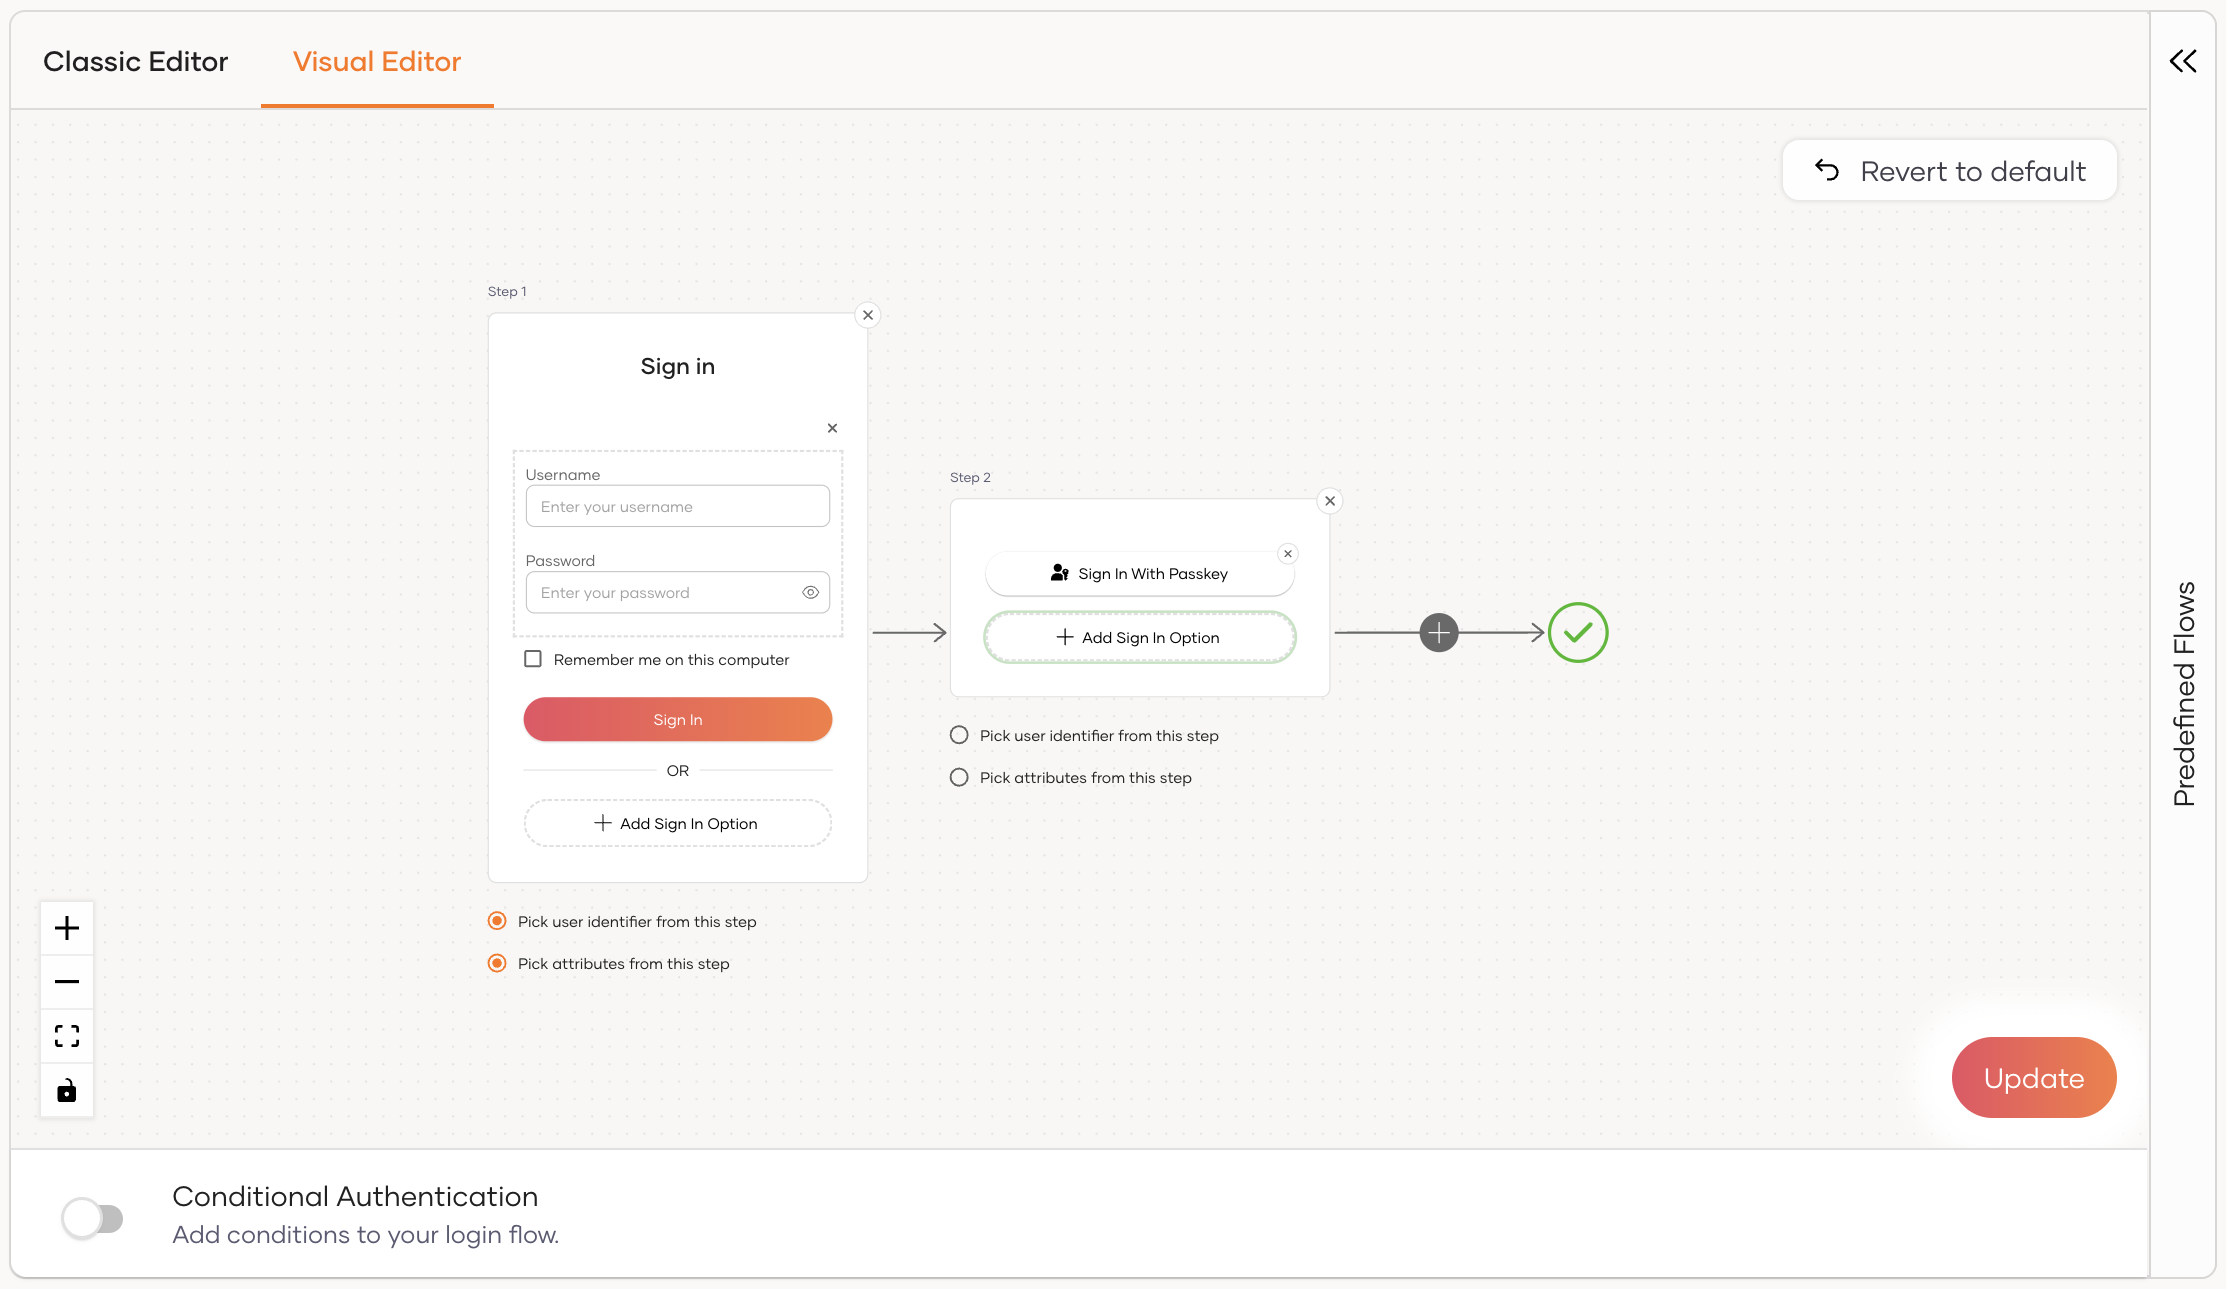 Classic Editor
Visual Editor
Revert to default
Step 1
Sign in
Username
Enter your username
Password
Enter your password
Remember me on this computer
Sign In
OR
Add Sign In Option
Pick user identifier from this step
Pick attributes from this step
Step 2
Sign In With Passkey
Add Sign In Option
Pick user identifier from this step
Pick attributes from this step
Predefined Flows
Update
Conditional Authentication
Add conditions to your login flow.